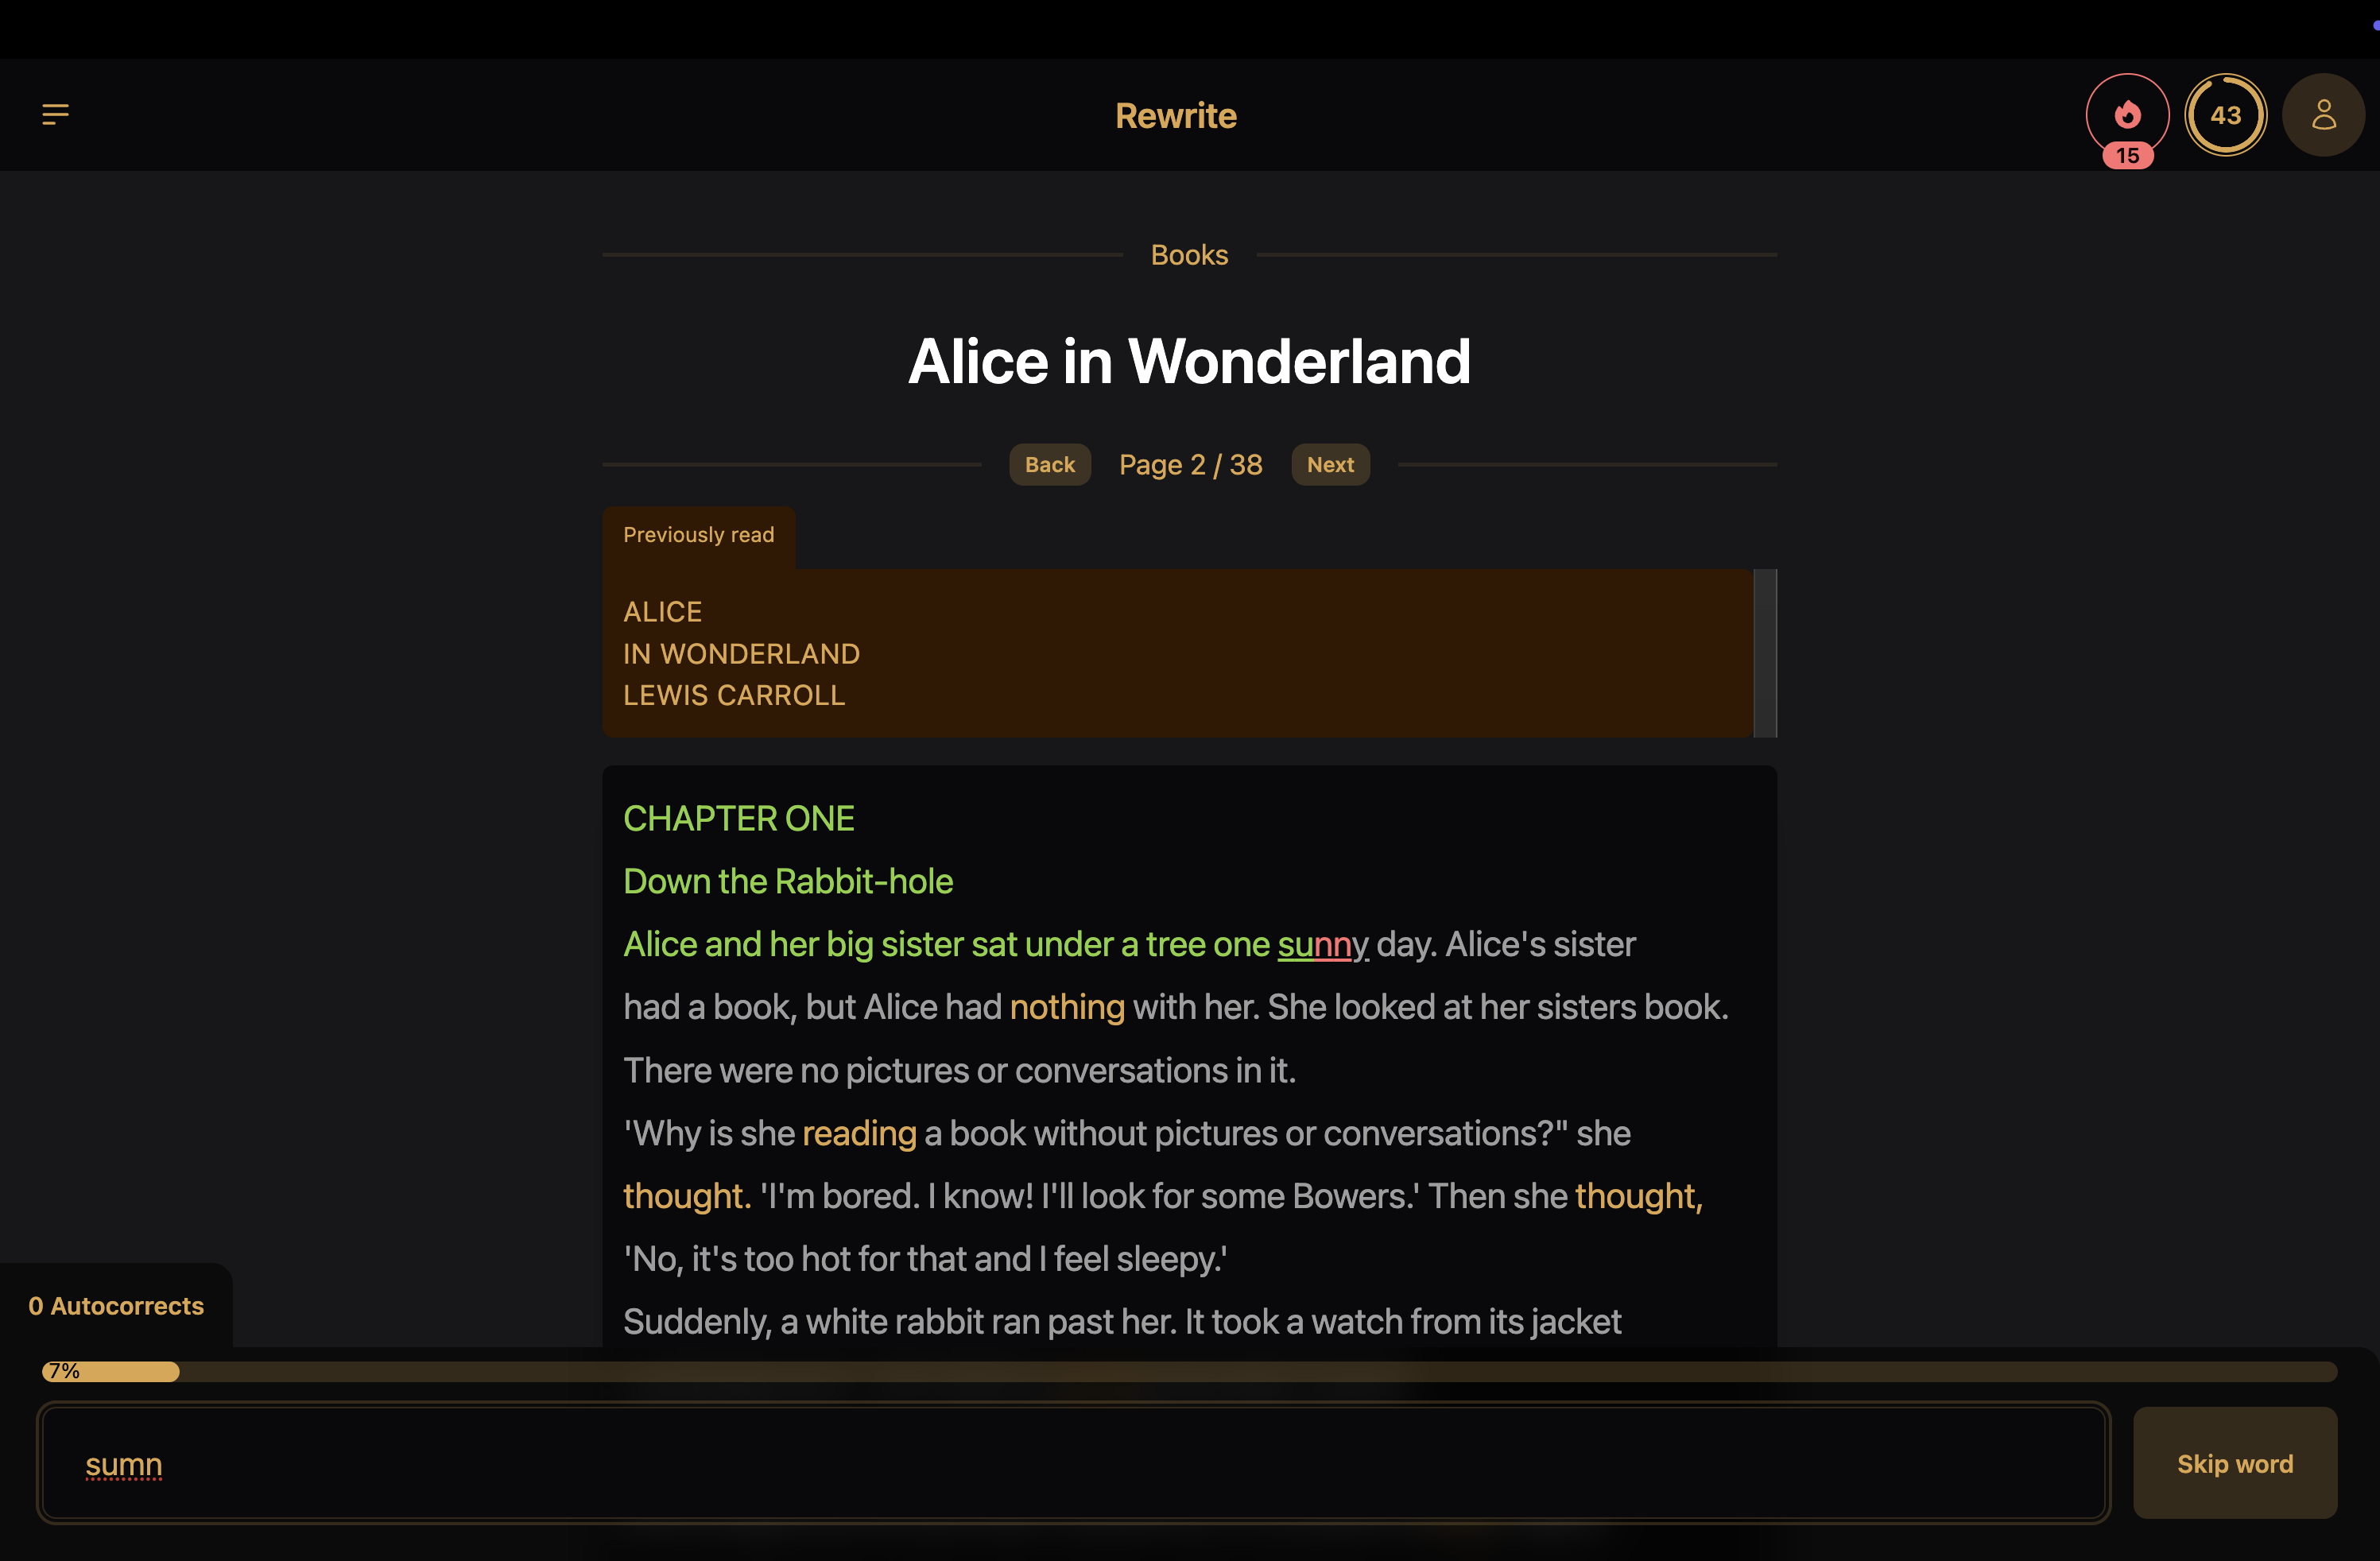 Rewrite
15
43
Books
Alice in Wonderland
Back Page 2 / 38 Next
Previously read
ALICE
IN WONDERLAND
LEWIS CARROLL
CHAPTER ONE
Down the Rabbit-hole
Alice and her big sister sat under a tree one sunny day. Alice's sister
had a book, but Alice had nothing with her. She looked at her sisters book.
There were no pictures or conversations in it.
'Why is she reading a book without pictures or conversations?" she
thought. 'I'm bored. I know! I'll look for some Bowers.' Then she thought,
'No, it's too hot for that and I feel sleepy.'
Suddenly, a white rabbit ran past her. It took a watch from its jacket
0 Autocorrects
7%
sumn
Skip word